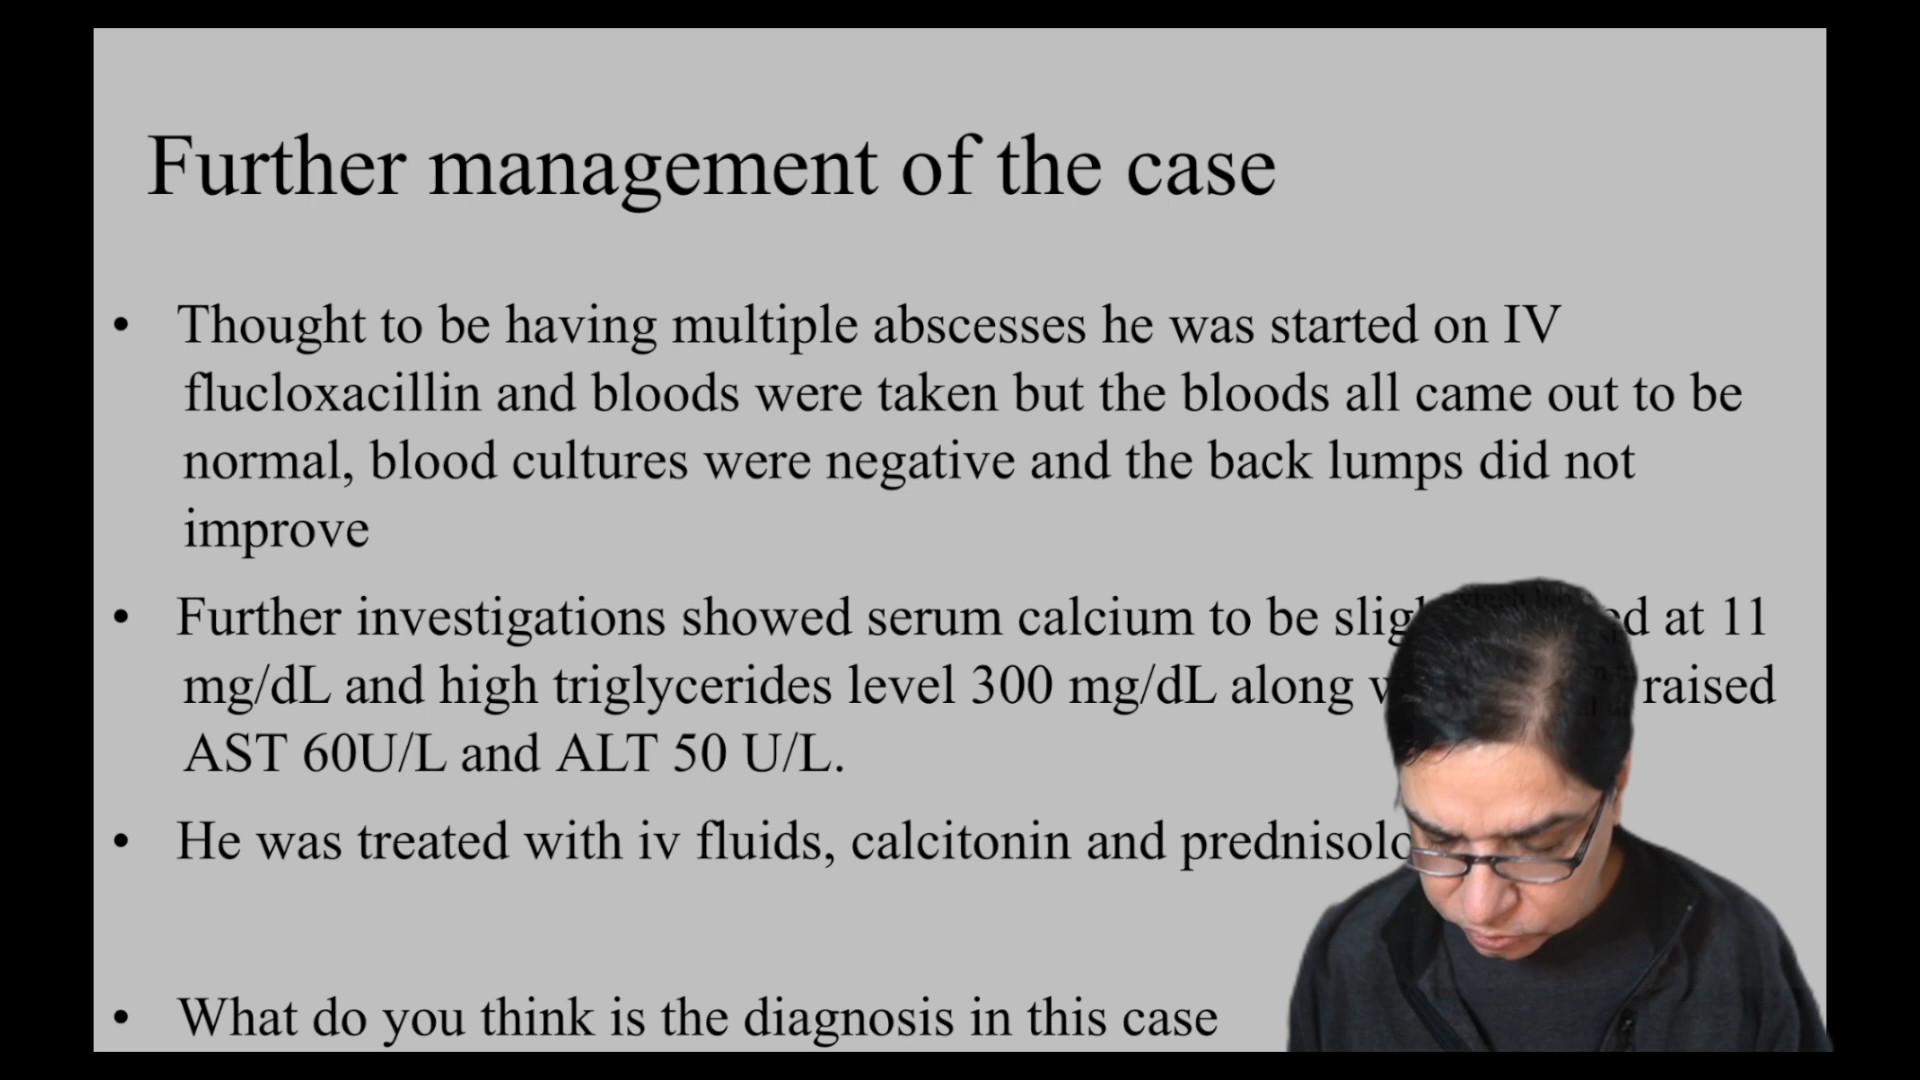 Further management of the case
• Thought to be having multiple abscesses he was started on IV
flucloxacillin and bloods were taken but the bloods all came out to be
normal, blood cultures were negative and the back lumps did not
improve
• Further investigations showed serum calcium to be at 11
mg/dL and high triglycerides level 300 mg/dL along raised
AST 60U/L and ALT 50 U/L.
• He was treated with iv fluids, calcitonin and
• What do you think is the diagnosis in this case